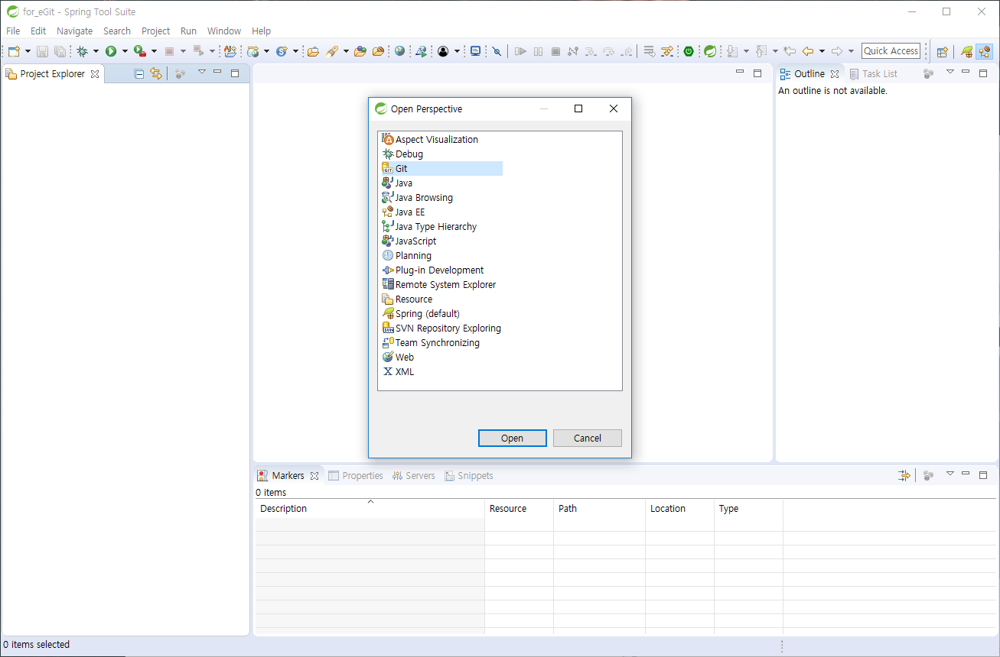 for_eGit - Spring Tool Suite
File Edit Navigate Search Project Run Window Help
Quick Access
Project Explorer
Outline Task List
An outline is not available.
Open Perspective
Aspect Visualization
Debug
Git
Java
Java Browsing
Java EE
Java Type Hierarchy
JavaScript
Planning
Plug-in Development
Remote System Explorer
Resource
Spring (default)
SVN Repository Exploring
Team Synchronizing
Web
XML
Open Cancel
Markers Properties Servers Snippets
0 items
Description Resource Path Location Type
0 items selected